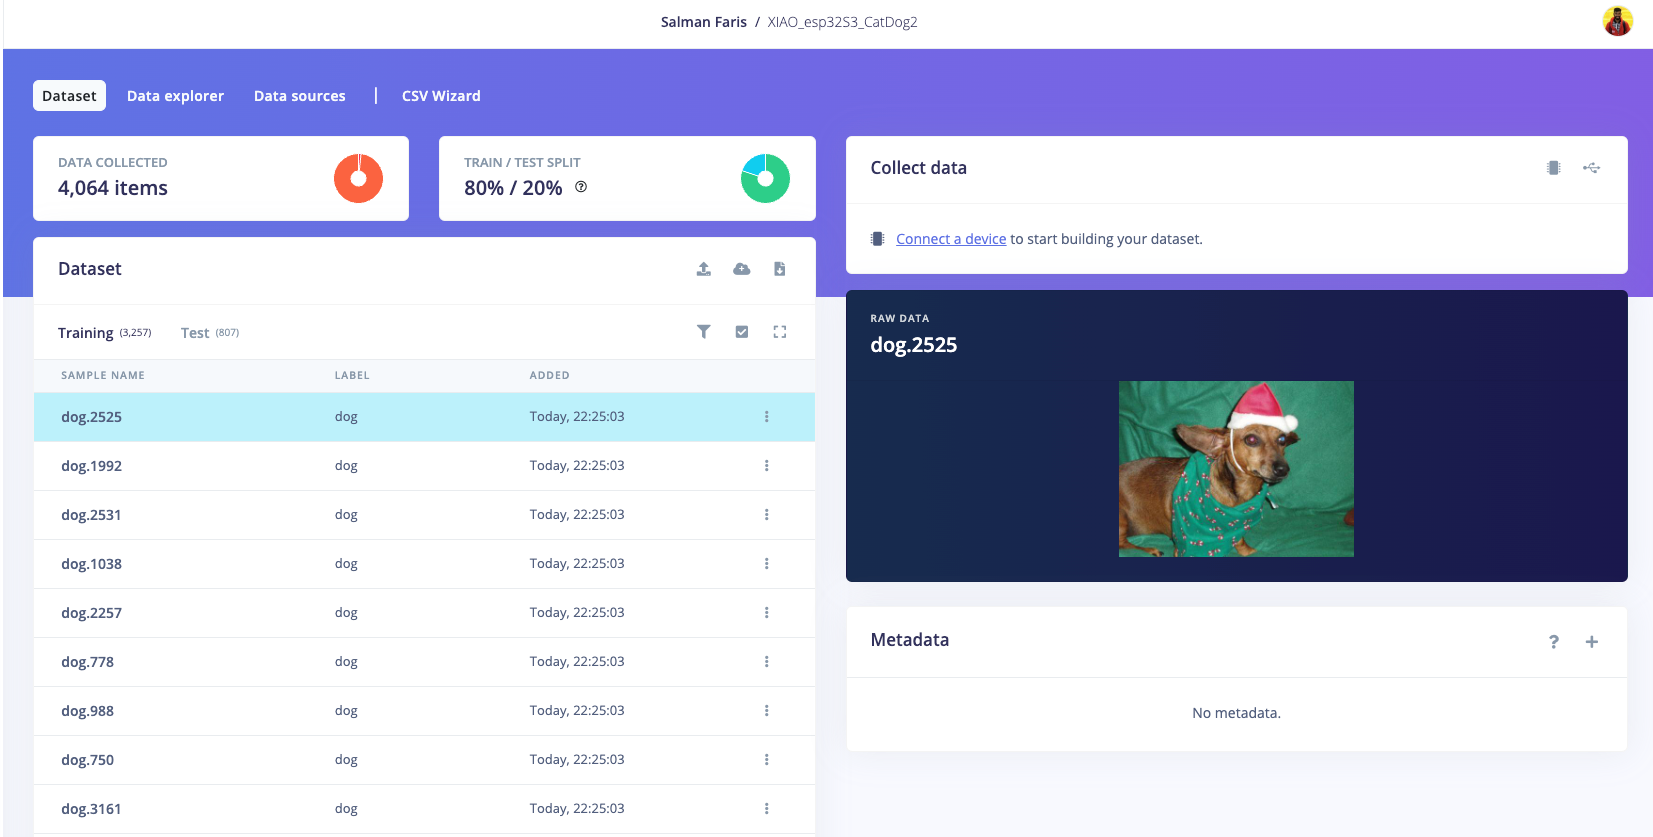 Salman Faris / XIAO_esp32S3_CatDog2
Dataset Data explorer Data sources | CSV Wizard
DATA COLLECTED
4,064 items
TRAIN / TEST SPLIT
80% / 20%
Collect data
Connect a device to start building your dataset.
Dataset
Training (3,257) Test (807)
SAMPLE NAME LABEL ADDED
dog.2525 dog Today, 22:25:03
dog.1992 dog Today, 22:25:03
dog.2531 dog Today, 22:25:03
dog.1038 dog Today, 22:25:03
dog.2257 dog Today, 22:25:03
dog.778 dog Today, 22:25:03
dog.988 dog Today, 22:25:03
dog.750 dog Today, 22:25:03
dog.3161 dog Today, 22:25:03
RAW DATA
dog.2525
Metadata
No metadata.